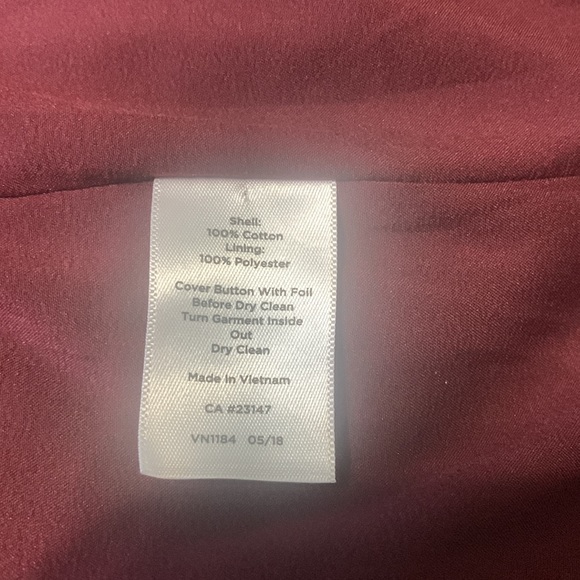 Shell:
100% Cotton
Lining:
100% Polyester
Cover Button With Foil
Before Dry Clean
Turn Garment Inside
Out
Dry Clean
Made in Vietnam
CA #23147
VN1184 05/18